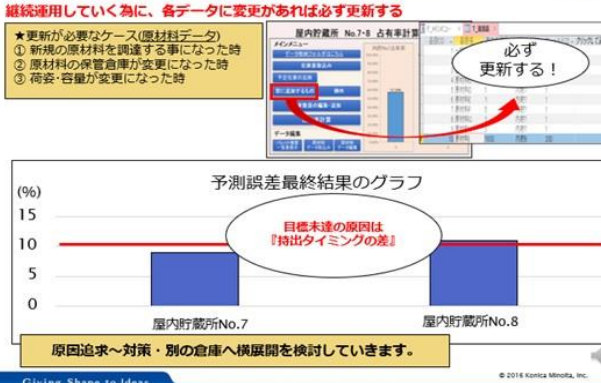 継続運用していく為に、各データに変更があれば必ず更新する
★更新が必要なケース(原材料データ)
① 新規の原材料を調達する事になった時
② 原材料の保管倉庫が変更になった時
③ 荷姿・容量が変更になった時
屋内貯蔵所 No.7・8 占有率計算
メインメニュー
データ編集
必ず
更新する！
予測誤差最終結果のグラフ
(%)
15
10
5
0
目標未達の原因は
『持出タイミングの差』
屋内貯蔵所No.7
屋内貯蔵所No.8
原因追求～対策・別の倉庫へ横展開を検討していきます。
Giving Shape to Ideas
© 2016 Konica Minolta, Inc.